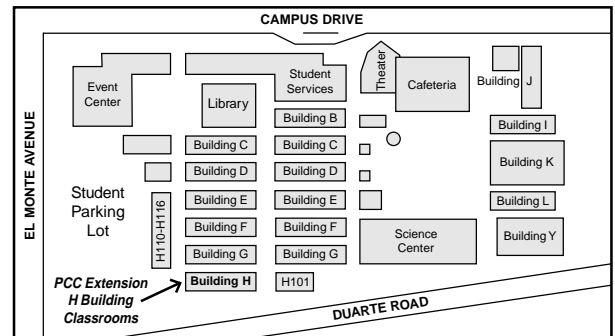 CAMPUS DRIVE
EL MONTE AVENUE
Event
Center
Student
Services
Theater
Cafeteria
Building J
Library
Building B
Building I
Building C
Building C
Building K
Building D
Building D
Student
Parking
Lot
H110-H116
Building E
Building E
Building L
Building F
Building F
Science
Center
Building Y
Building G
Building G
PCC Extension
H Building
Classrooms
Building H
H101
DUARTE ROAD